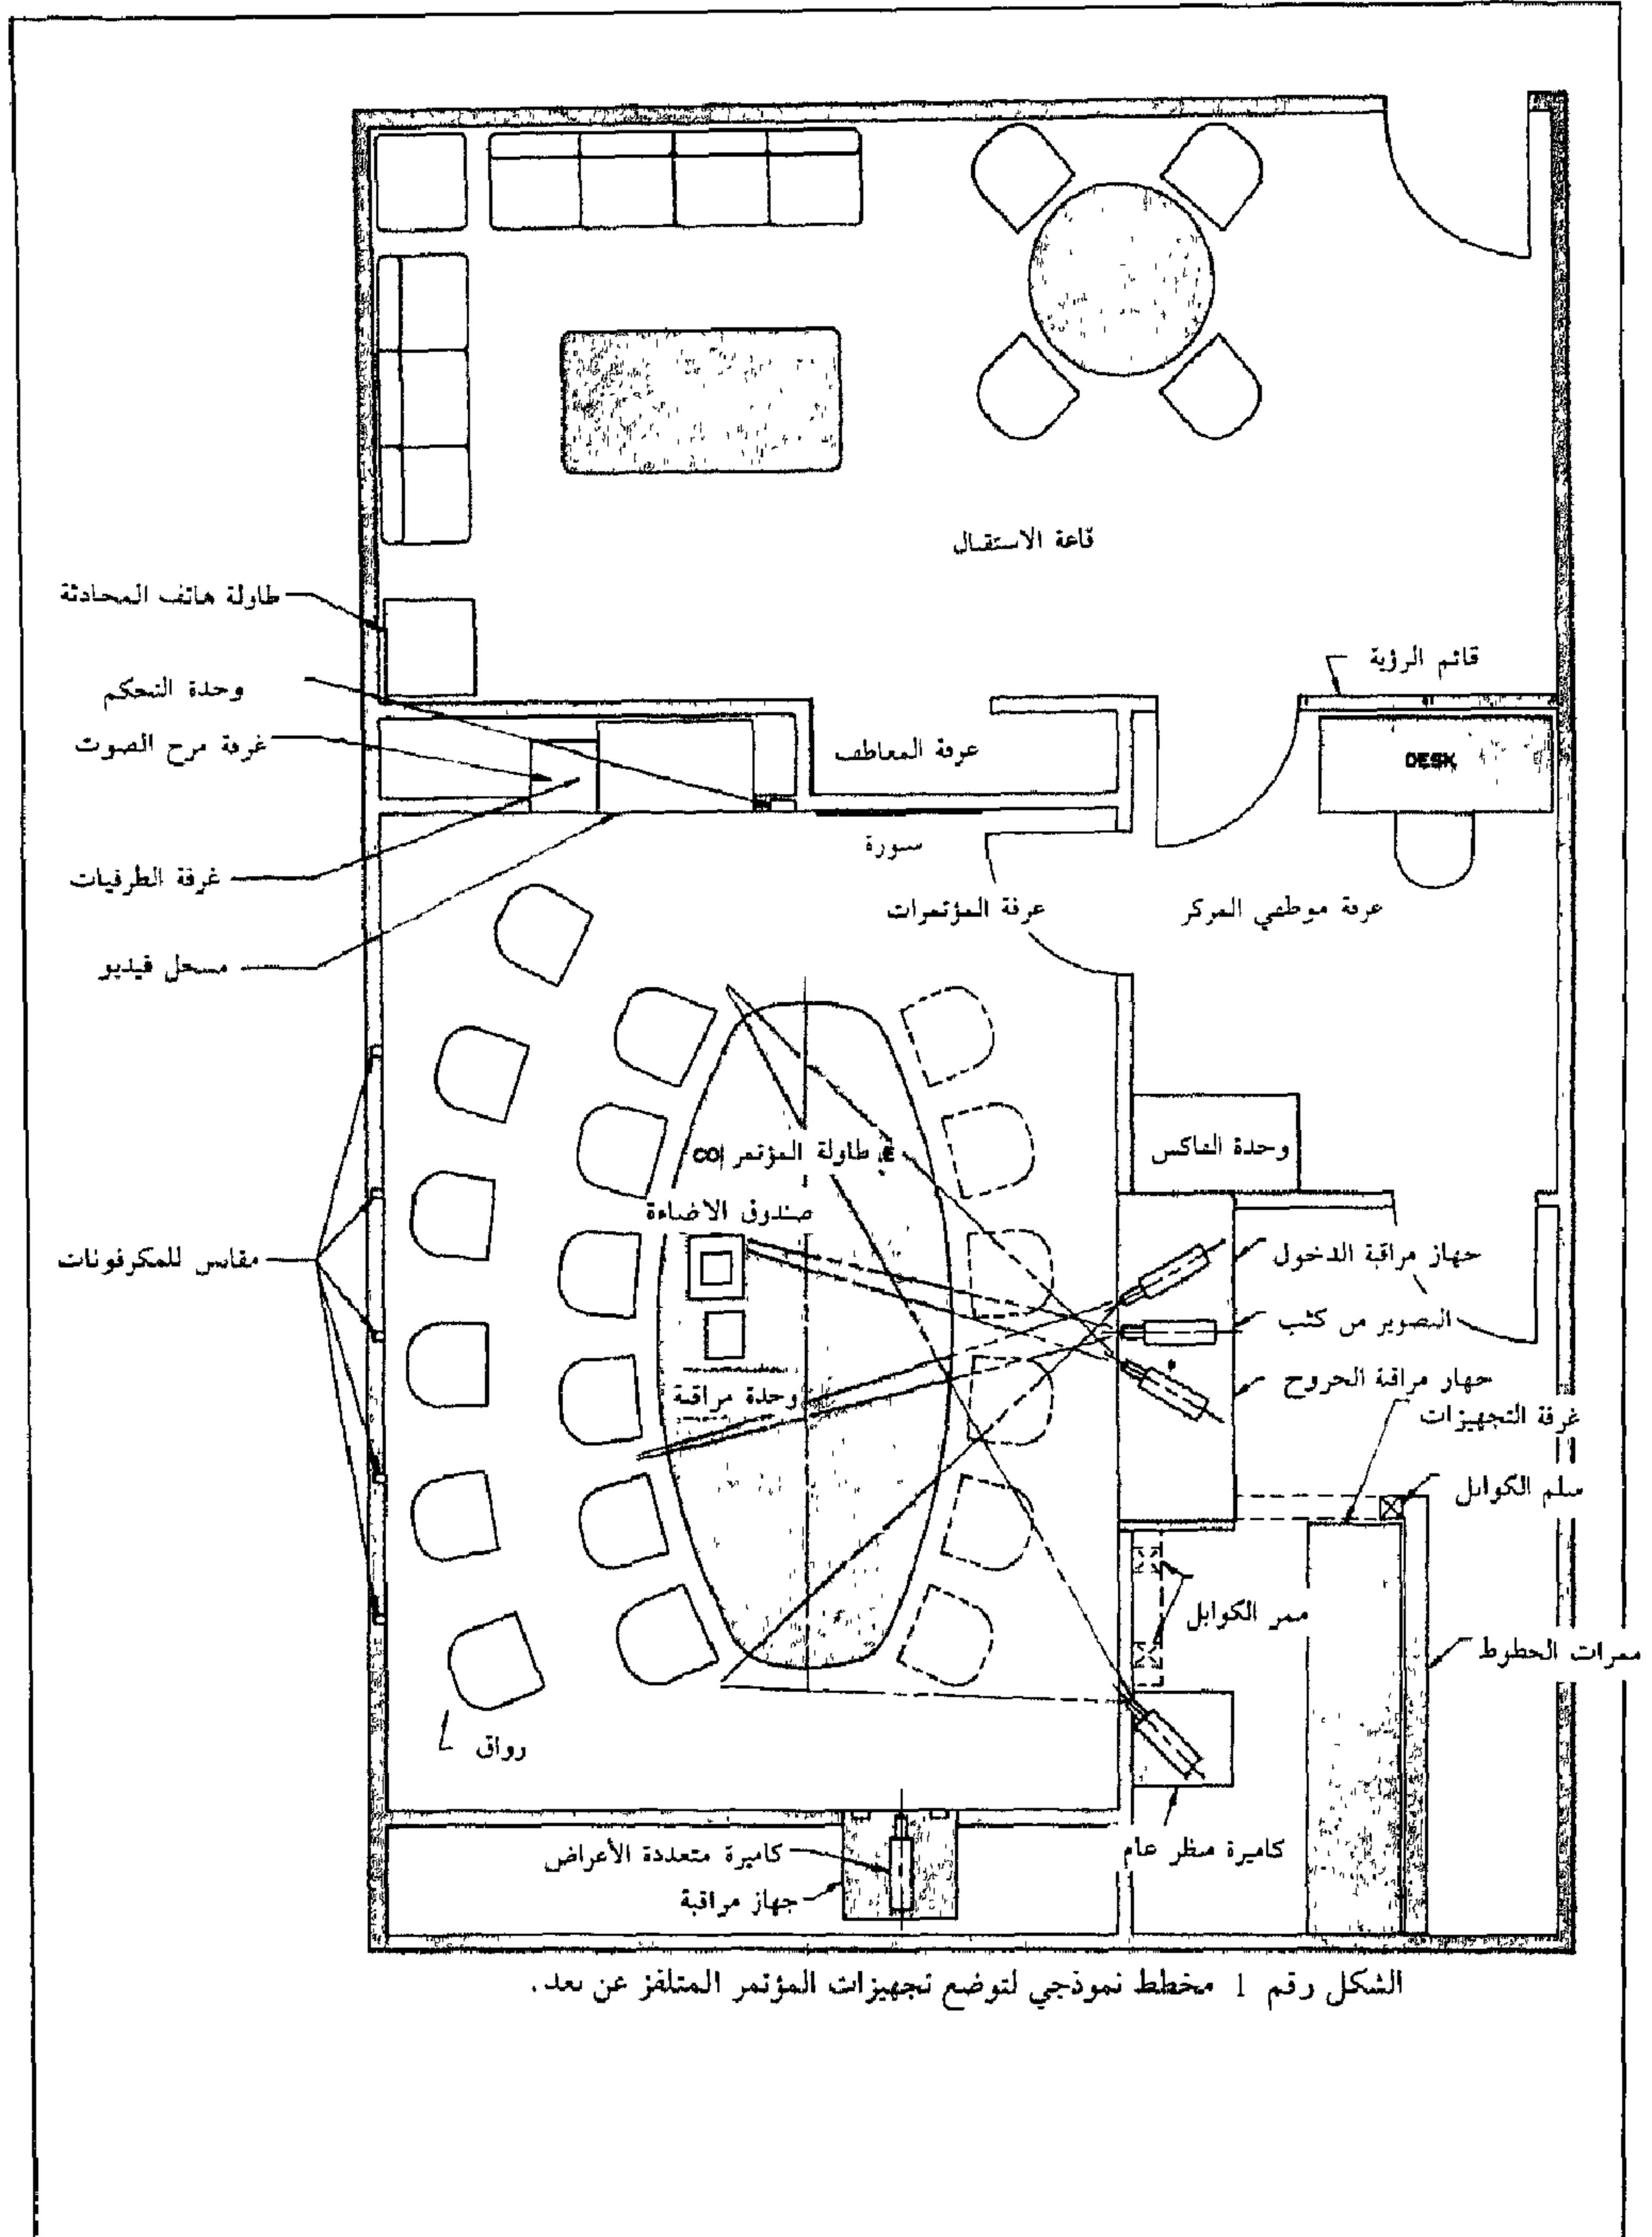 قاعة الاستقبال
طاولة هاتف المحادثة
قائم الرؤية
وحدة التحكم
غرفة مزج الصوت
غرفة المعاطف
DESK
سبورة
غرفة الطرفيات
غرفة المؤتمرات
غرفة موظفي المركز
مسجل فيديو
وحدة الفاكس
CO طاولة المؤتمر E
صندوق الاضاءة
مقابس للمكرفونات
جهاز مراقبة الدخول
التصوير من كثب
جهاز مراقبة الخروج
وحدة مراقبة
غرفة التجهيزات
سلم الكوابل
ممر الكوابل
ممرات الخطوط
رواق
كاميرة منظر عام
كاميرة متعددة الأغراض
جهاز مراقبة
الشكل رقم 1 مخطط نموذجي لتوضع تجهيزات المؤتمر المتلفز عن بعد.